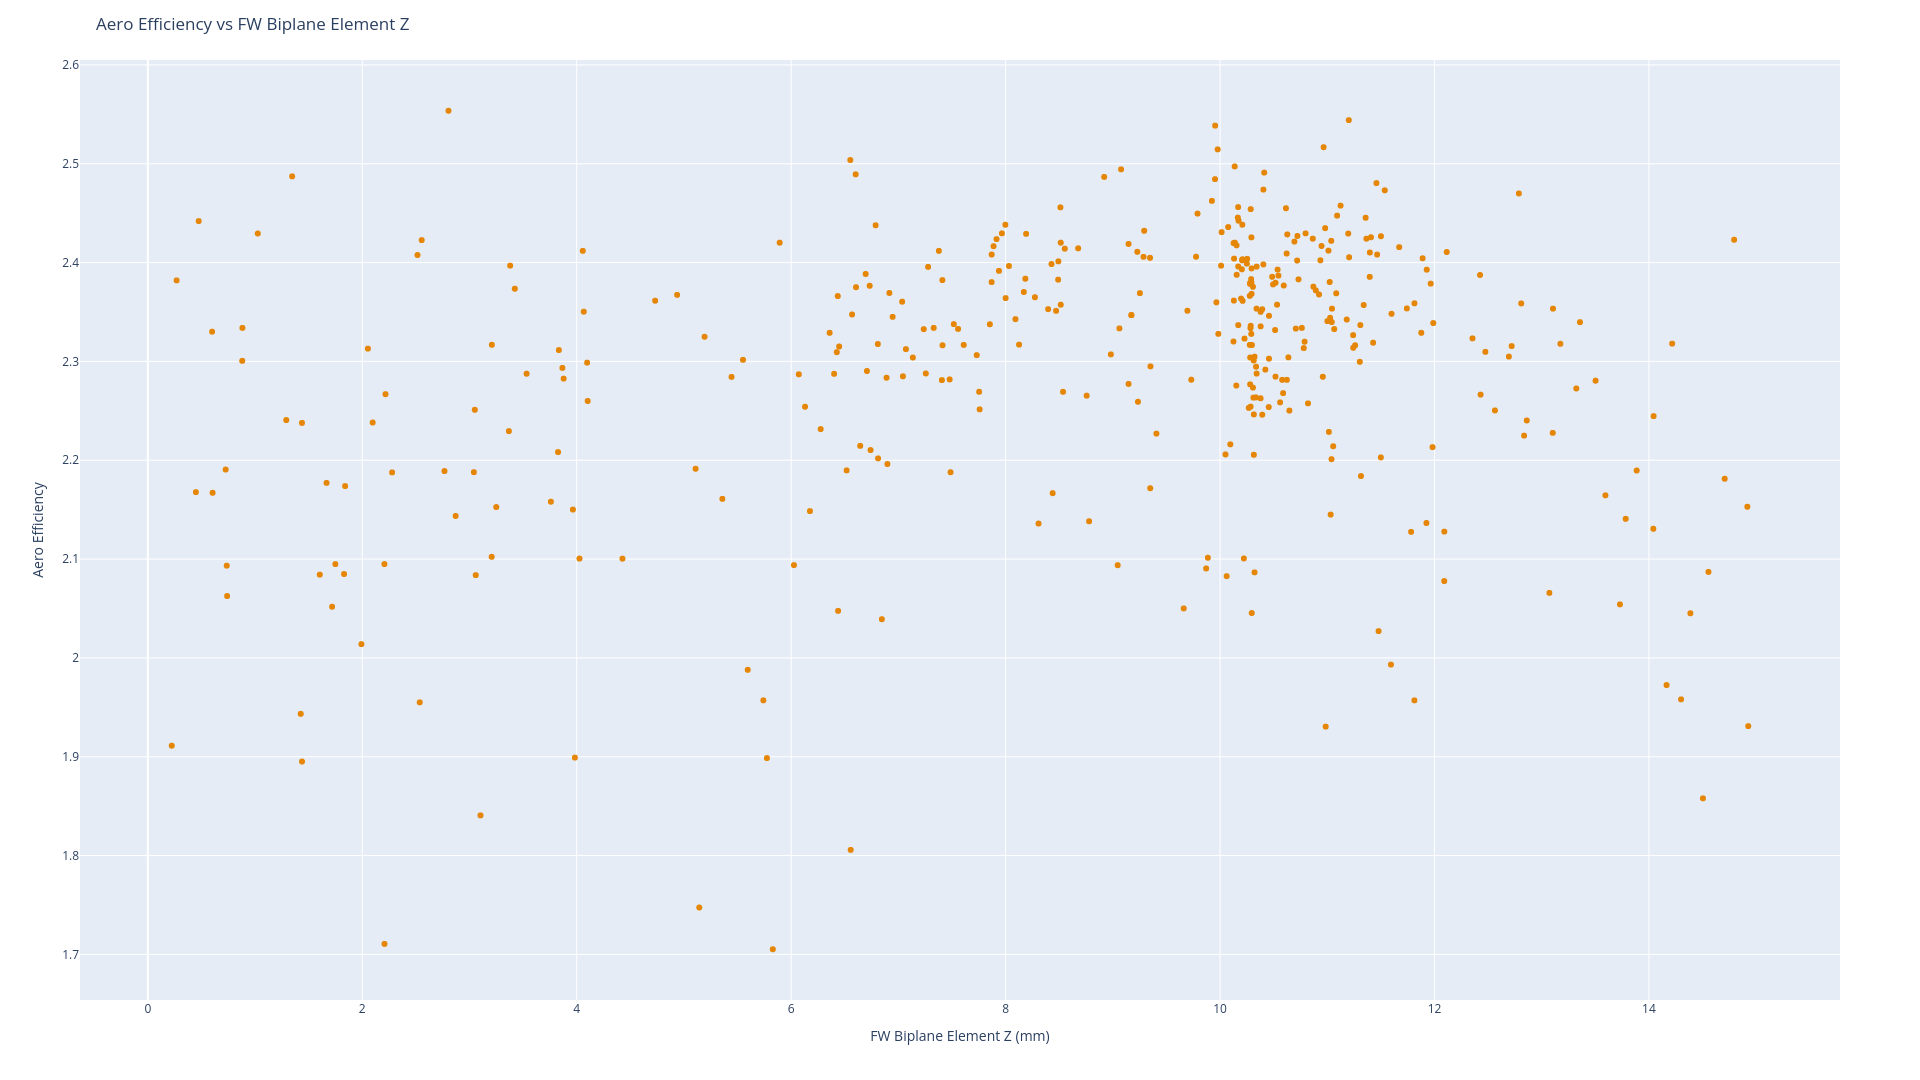 Aero Efficiency vs FW Biplane Element Z
2.6
2.5
2.4
2.3
2.2
2.1
2
1.9
1.8
1.7
Aero Efficiency
0 2 4 6 8 10 12 14
FW Biplane Element Z (mm)